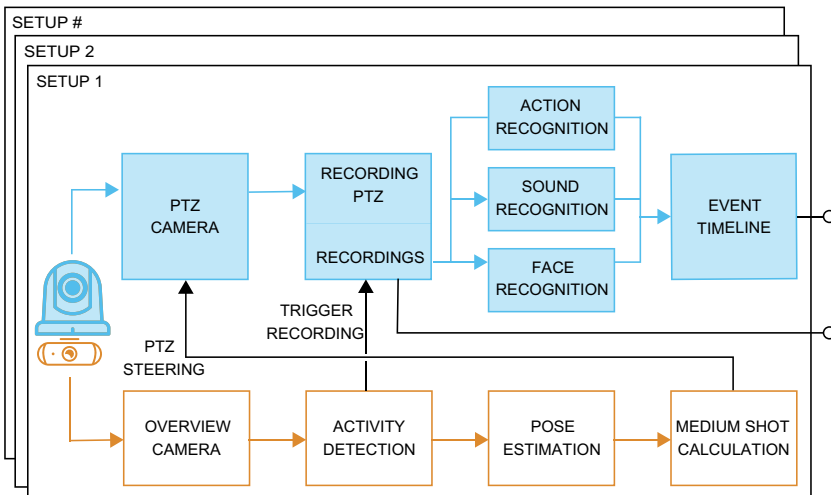 SETUP #
SETUP 2
SETUP 1
PTZ
CAMERA
RECORDING
PTZ
RECORDINGS
ACTION
RECOGNITION
SOUND
RECOGNITION
FACE
RECOGNITION
EVENT
TIMELINE
TRIGGER
RECORDING
PTZ
STEERING
OVERVIEW
CAMERA
ACTIVITY
DETECTION
POSE
ESTIMATION
MEDIUM SHOT
CALCULATION